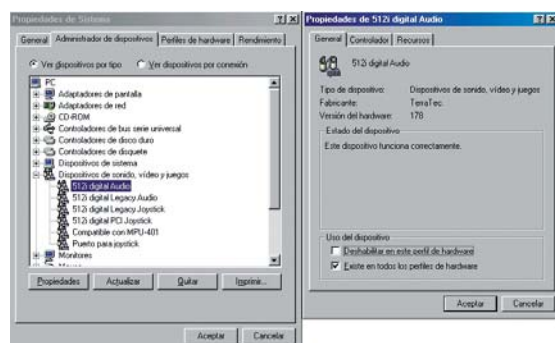 Propiedades de Sistema
General
Administrador de dispositivos
Perfiles de hardware
Rendimiento
Ver dispositivos por tipo
Ver dispositivos por conexión
PC
Adaptadores de pantalla
Adaptadores de red
CD-ROM
Controladores de bus serie universal
Controladores de disco duro
Controladores de disquete
Dispositivos de sistema
Dispositivos de sonido, vídeo y juegos
512i digital Audio
512i digital Legacy Audio
512i digital Legacy Joystick
512i digital PCI Joystick
Compatible con MPU-401
Puerto para joystick
Monitores
Propiedades
Actualizar
Quitar
Imprimir...
Aceptar
Cancelar
Propiedades de 512i digital Audio
General
Controlador
Recursos
512i digital Audio
Tipo de dispositivo: Dispositivos de sonido, vídeo y juegos
Fabricante: TerraTec
Versión del hardware: 178
Estado del dispositivo
Este dispositivo funciona correctamente.
Uso del dispositivo
Deshabilitar en este perfil de hardware
Existe en todos los perfiles de hardware
Aceptar
Cancelar